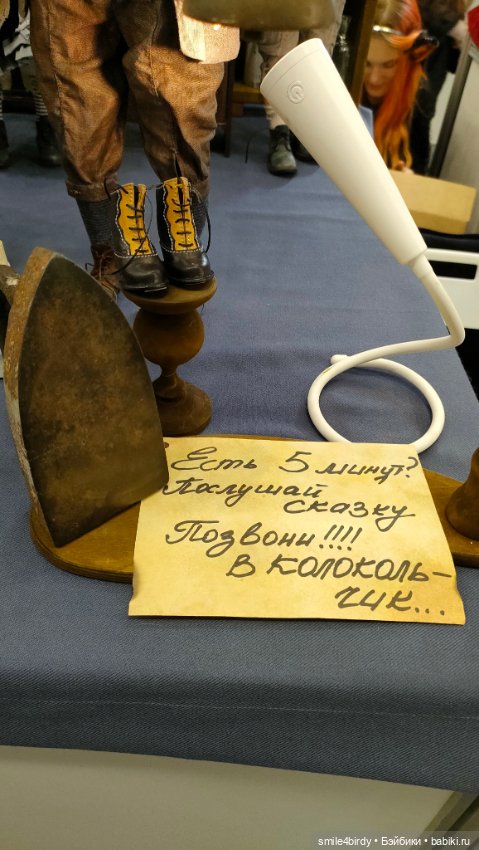 Есть 5 минут?
Послушай
сказку
Позвони!!!!
в колоколь-
чик...
smile4birdy • Бэйбики • babiki.ru